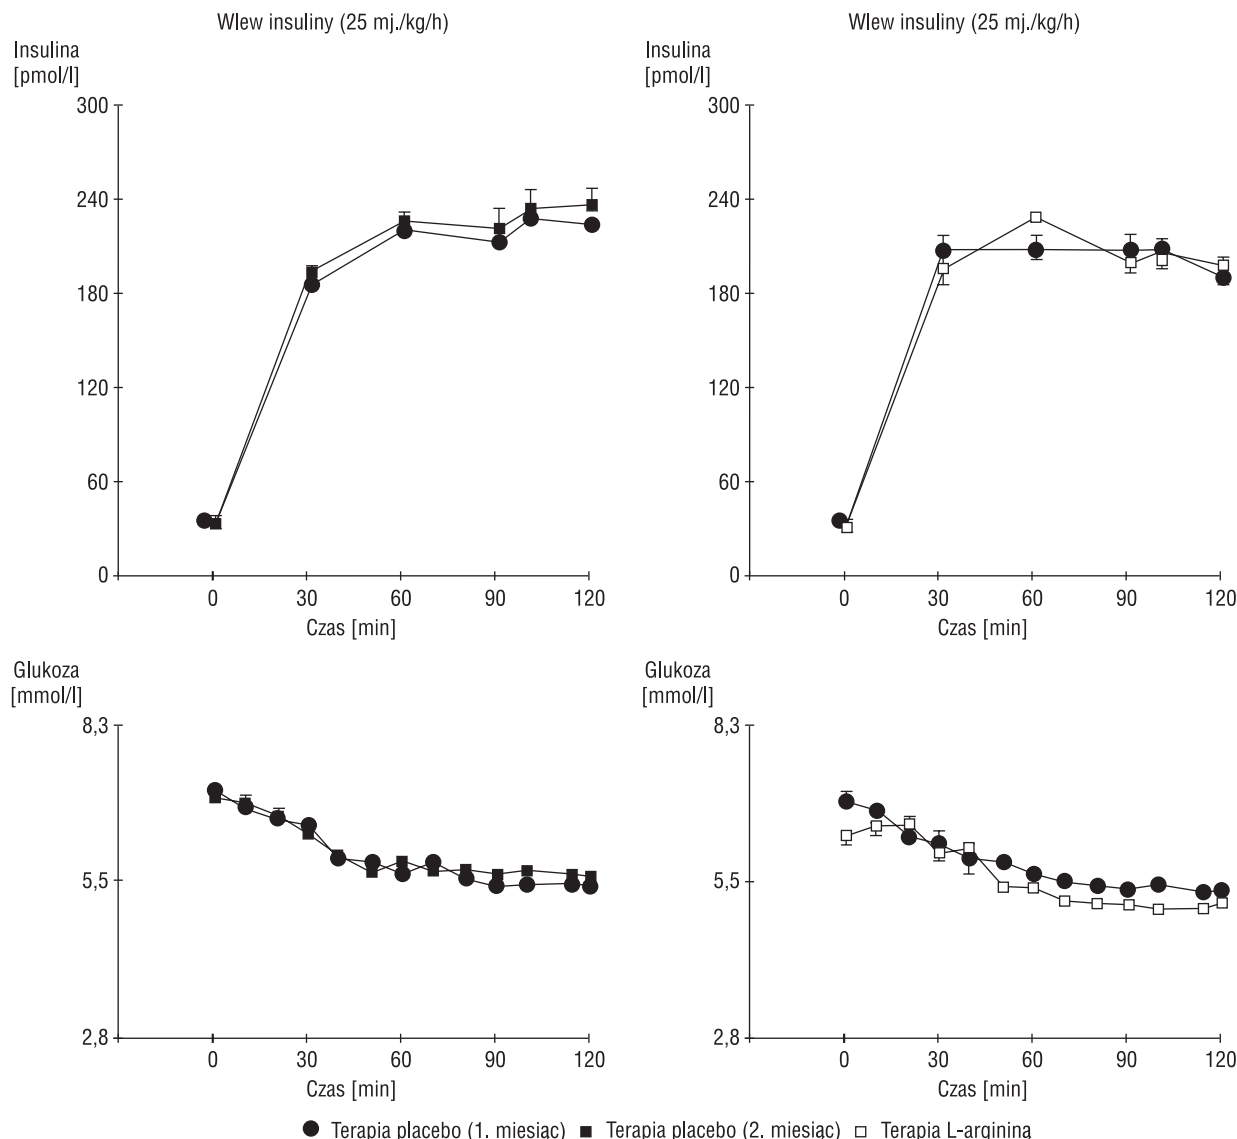 Wlew insuliny (25 mj./kg/h)
Insulina
[pmol/l]
300
240
180
120
60
0
0 30 60 90 120
Czas [min]
Wlew insuliny (25 mj./kg/h)
Insulina
[pmol/l]
300
240
180
120
60
0
0 30 60 90 120
Czas [min]
Glukoza
[mmol/l]
8,3
5,5
2,8
0 30 60 90 120
Czas [min]
Glukoza
[mmol/l]
8,3
5,5
2,8
0 30 60 90 120
Czas [min]
Terapia placebo (1. miesiąc) Terapia placebo (2. miesiąc) Terapia L-argininą